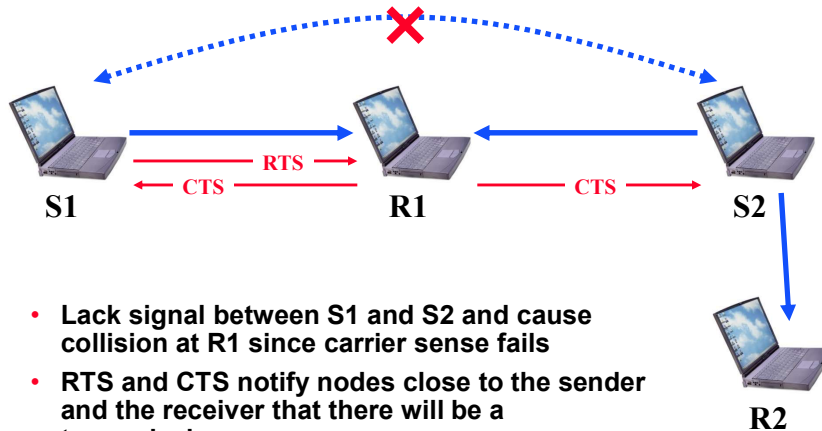 RTS
CTS
CTS
S1
R1
S2
• Lack signal between S1 and S2 and cause
collision at R1 since carrier sense fails
• RTS and CTS notify nodes close to the sender
and the receiver that there will be a
R2